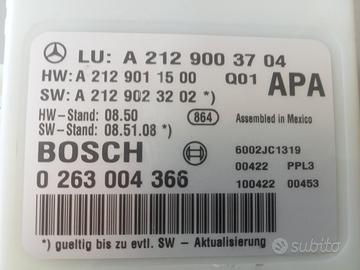 LU: A 212 900 37 04
HW: A 212 901 15 00 Q01 APA
SW: A 212 902 32 02 *)
HW-Stand: 08.50 864 Assembled in Mexico
SW-Stand: 08.51.08 *)
BOSCH 6002JC1319
00422 PPL3
0 263 004 366 100422 00453
*) gueltig bis zu evtl. SW - Aktualisierung
subito